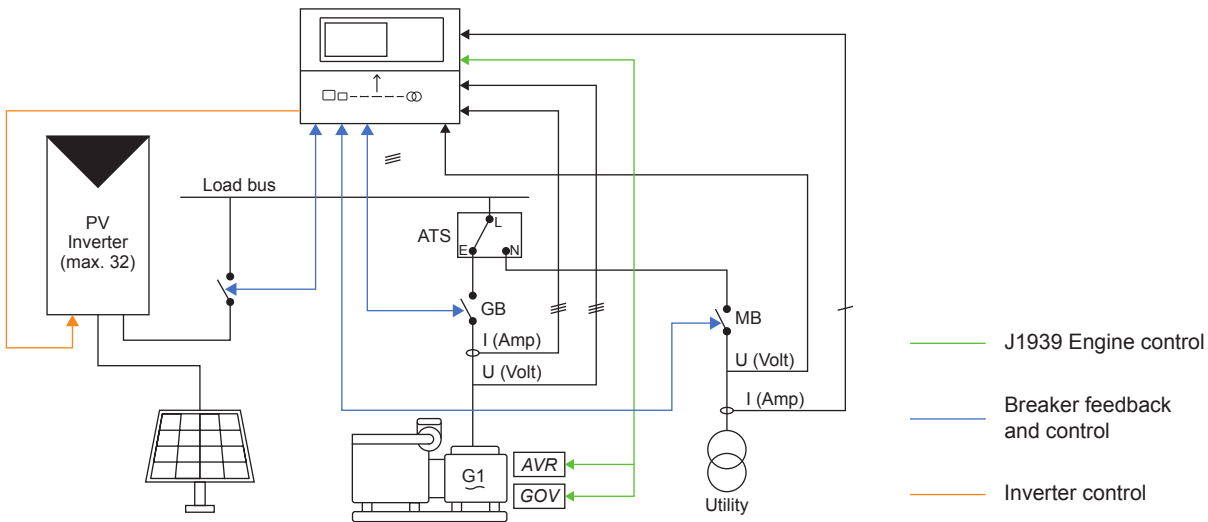 Load bus
PV
Inverter
(max. 32)
ATS
L
E
N
GB
MB
I (Amp)
U (Volt)
U (Volt)
I (Amp)
G1
AVR
GOV
Utility
J1939 Engine control
Breaker feedback
and control
Inverter control